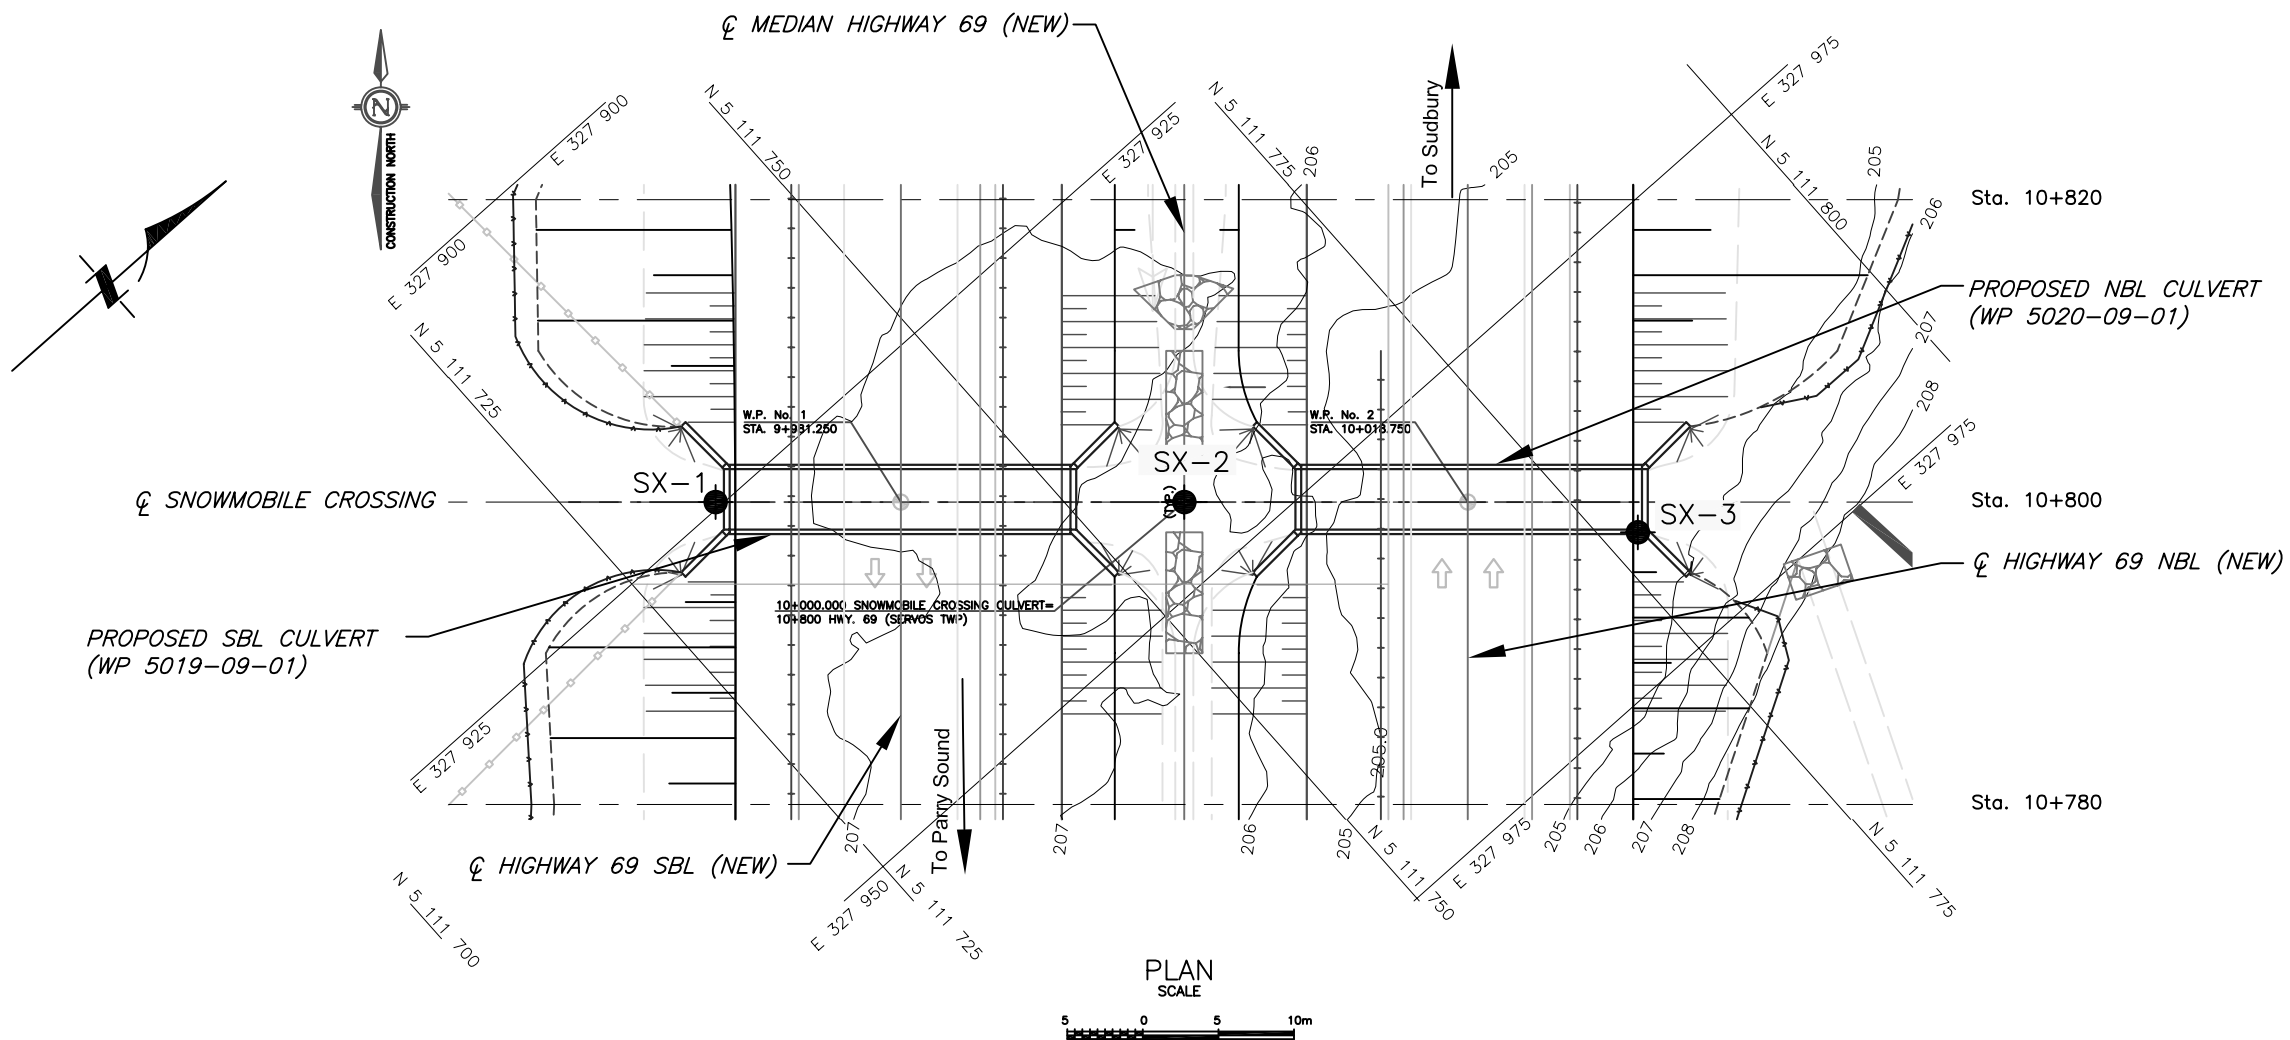 ℄ MEDIAN HIGHWAY 69 (NEW)
N
CONSTRUCTION NORTH
E 327 900
N 5 111 750
E 327 925
N 5 111 775
206
To Sudbury
205
E 327 975
N 5 111 800
205
206
Sta. 10+820
E 327 900
N 5 111 725
PROPOSED NBL CULVERT
(WP 5020-09-01)
207
208
W.P. No. 1
STA. 9+981.250
W.P. No. 2
STA. 10+018.750
E 327 975
SX-1
SX-2
(TYP.)
SX-3
℄ SNOWMOBILE CROSSING
Sta. 10+800
℄ HIGHWAY 69 NBL (NEW)
10+000.000 SNOWMOBILE CROSSING CULVERT=
10+800 HWY. 69 (SERVOS TWP)
PROPOSED SBL CULVERT
(WP 5019-09-01)
E 327 925
205.0
To Parry Sound
Sta. 10+780
207
207
206
205
N 5 111 750
E 327 975
205
206
207
208
N 5 111 775
℄ HIGHWAY 69 SBL (NEW)
N 5 111 700
E 327 950
N 5 111 725
PLAN
SCALE
5 0 5 10m